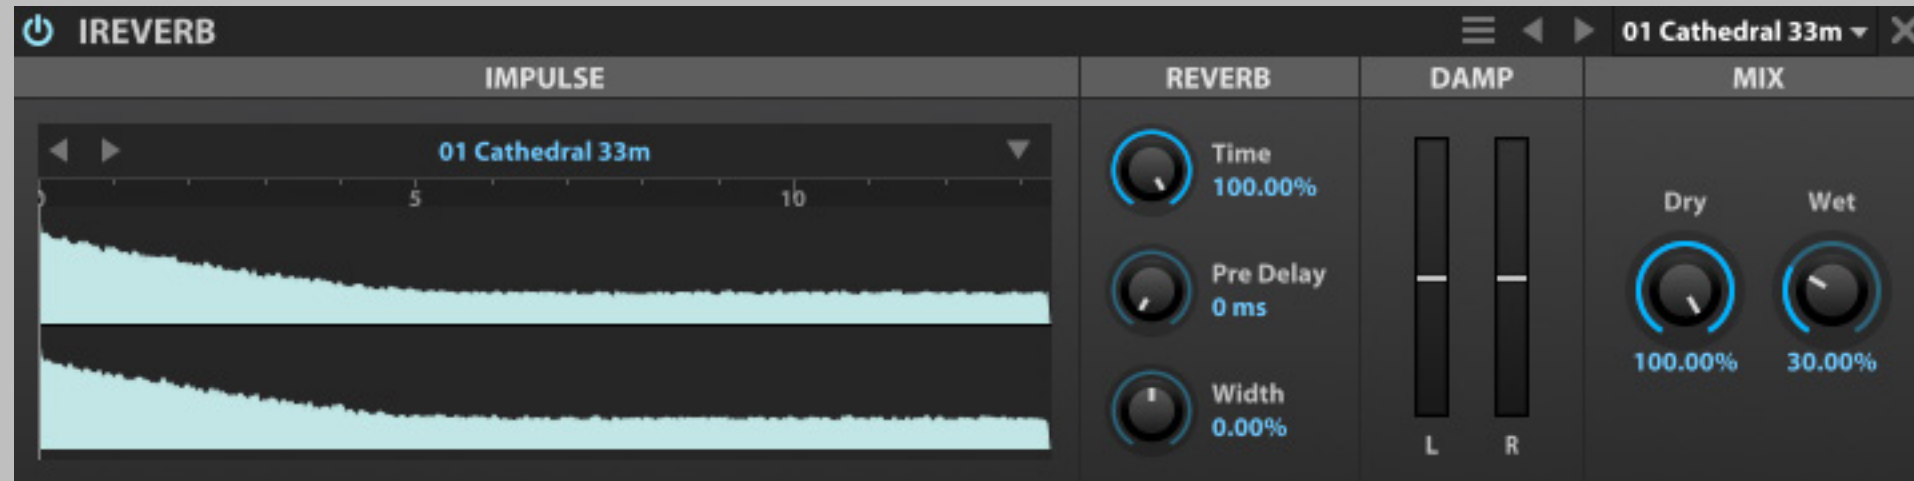 IREVERB
01 Cathedral 33m
IMPULSE
REVERB
DAMP
MIX
01 Cathedral 33m
0 5 10
Time
100.00%
Pre Delay
0 ms
Width
0.00%
L R
Dry Wet
100.00% 30.00%